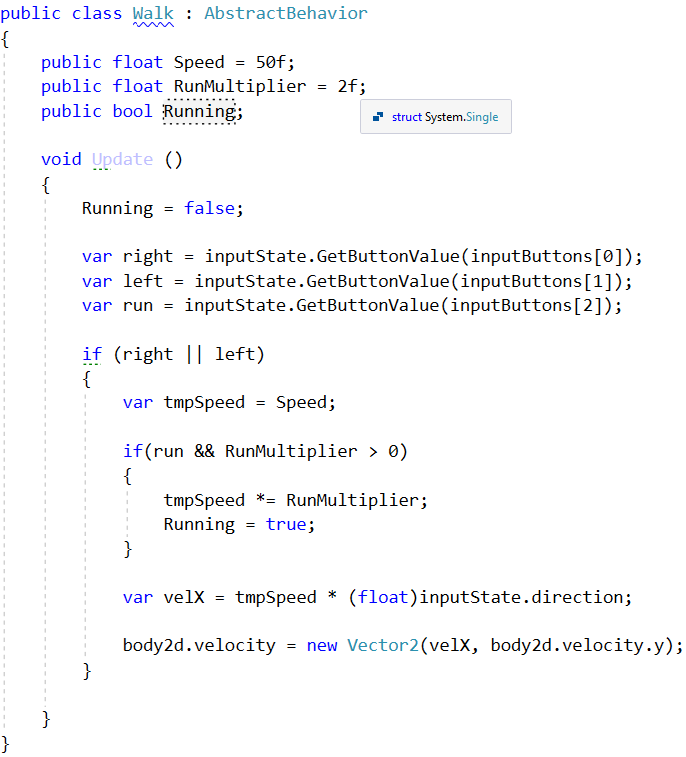 public class Walk : AbstractBehavior
{
    public float Speed = 50f;
    public float RunMultiplier = 2f;
    public bool Running;
struct System.Single
    void Update ()
    {
        Running = false;
        var right = inputState.GetButtonValue(inputButtons[0]);
        var left = inputState.GetButtonValue(inputButtons[1]);
        var run = inputState.GetButtonValue(inputButtons[2]);
        if (right || left)
        {
            var tmpSpeed = Speed;
            if(run && RunMultiplier > 0)
            {
                tmpSpeed *= RunMultiplier;
                Running = true;
            }
            var velX = tmpSpeed * (float)inputState.direction;
            body2d.velocity = new Vector2(velX, body2d.velocity.y);
        }
    }
}